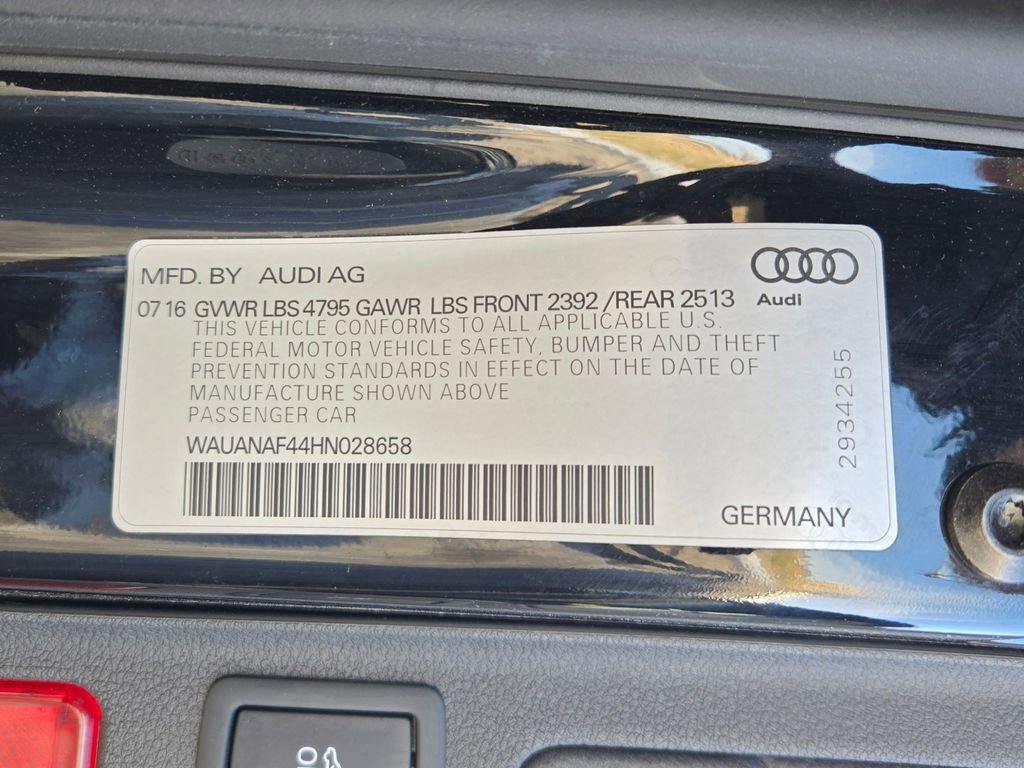 MFD. BY AUDI AG
Audi
07 16 GVWR LBS 4795 GAWR LBS FRONT 2392 /REAR 2513
THIS VEHICLE CONFORMS TO ALL APPLICABLE U.S.
FEDERAL MOTOR VEHICLE SAFETY, BUMPER AND THEFT
PREVENTION STANDARDS IN EFFECT ON THE DATE OF
MANUFACTURE SHOWN ABOVE
PASSENGER CAR
WAUANAF44HN028658
2934255
GERMANY